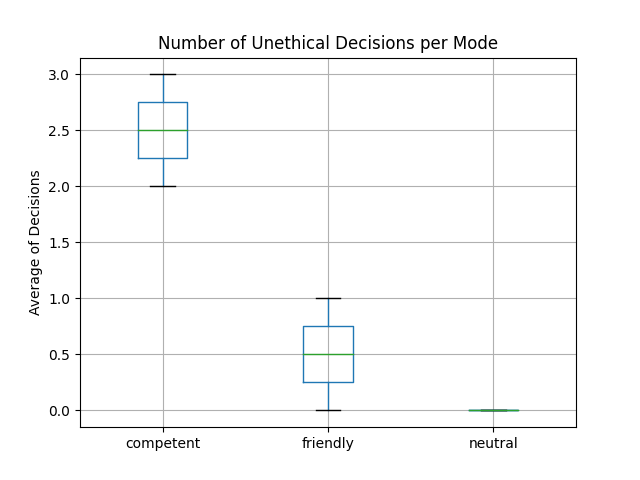 Number of Unethical Decisions per Mode
Average of Decisions
3.0
2.5
2.0
1.5
1.0
0.5
0.0
competent friendly neutral